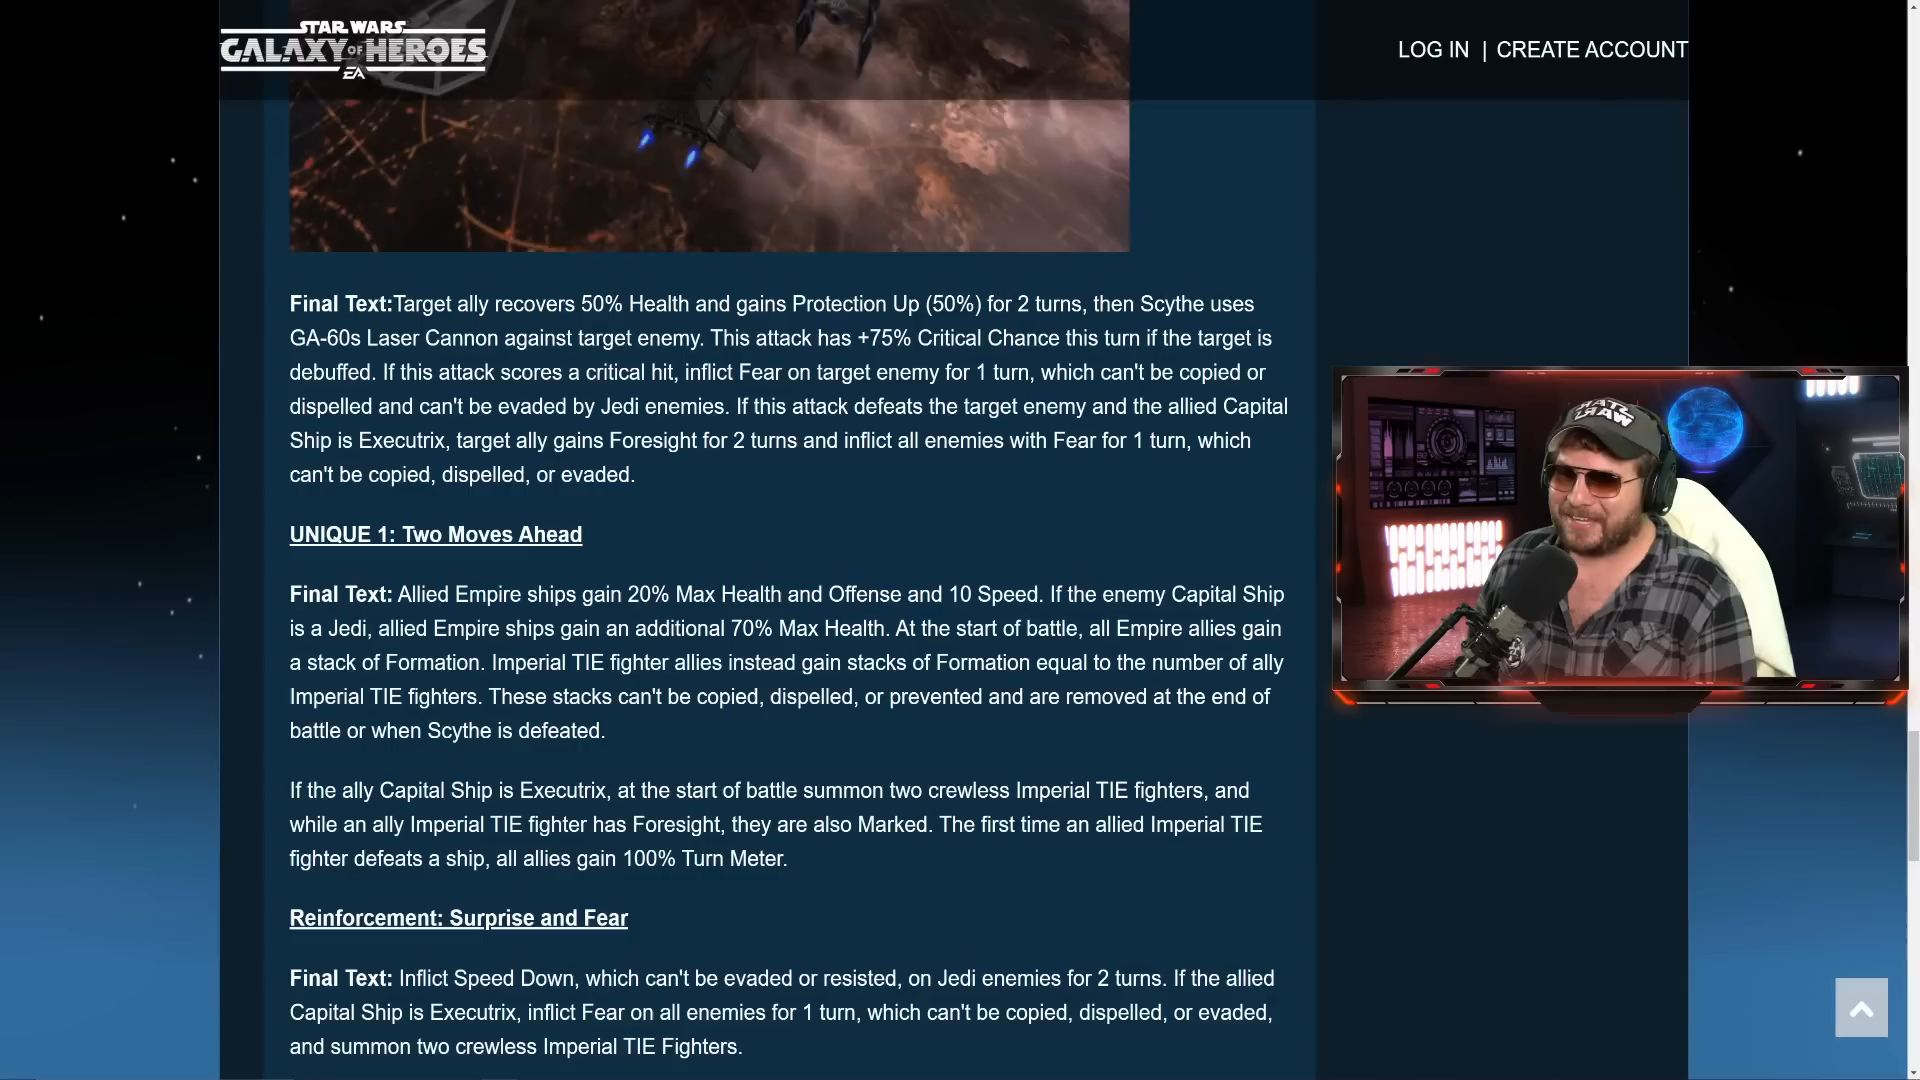 STAR WARS
GALAXY OF HEROES
EA
LOG IN | CREATE ACCOUNT
Final Text:Target ally recovers 50% Health and gains Protection Up (50%) for 2 turns, then Scythe uses
GA-60s Laser Cannon against target enemy. This attack has +75% Critical Chance this turn if the target is
debuffed. If this attack scores a critical hit, inflict Fear on target enemy for 1 turn, which can't be copied or
dispelled and can't be evaded by Jedi enemies. If this attack defeats the target enemy and the allied Capital
Ship is Executrix, target ally gains Foresight for 2 turns and inflict all enemies with Fear for 1 turn, which
can't be copied, dispelled, or evaded.
UNIQUE 1: Two Moves Ahead
Final Text: Allied Empire ships gain 20% Max Health and Offense and 10 Speed. If the enemy Capital Ship
is a Jedi, allied Empire ships gain an additional 70% Max Health. At the start of battle, all Empire allies gain
a stack of Formation. Imperial TIE fighter allies instead gain stacks of Formation equal to the number of ally
Imperial TIE fighters. These stacks can't be copied, dispelled, or prevented and are removed at the end of
battle or when Scythe is defeated.
If the ally Capital Ship is Executrix, at the start of battle summon two crewless Imperial TIE fighters, and
while an ally Imperial TIE fighter has Foresight, they are also Marked. The first time an allied Imperial TIE
fighter defeats a ship, all allies gain 100% Turn Meter.
Reinforcement: Surprise and Fear
Final Text: Inflict Speed Down, which can't be evaded or resisted, on Jedi enemies for 2 turns. If the allied
Capital Ship is Executrix, inflict Fear on all enemies for 1 turn, which can't be copied, dispelled, or evaded,
and summon two crewless Imperial TIE Fighters.
STAR
WARS